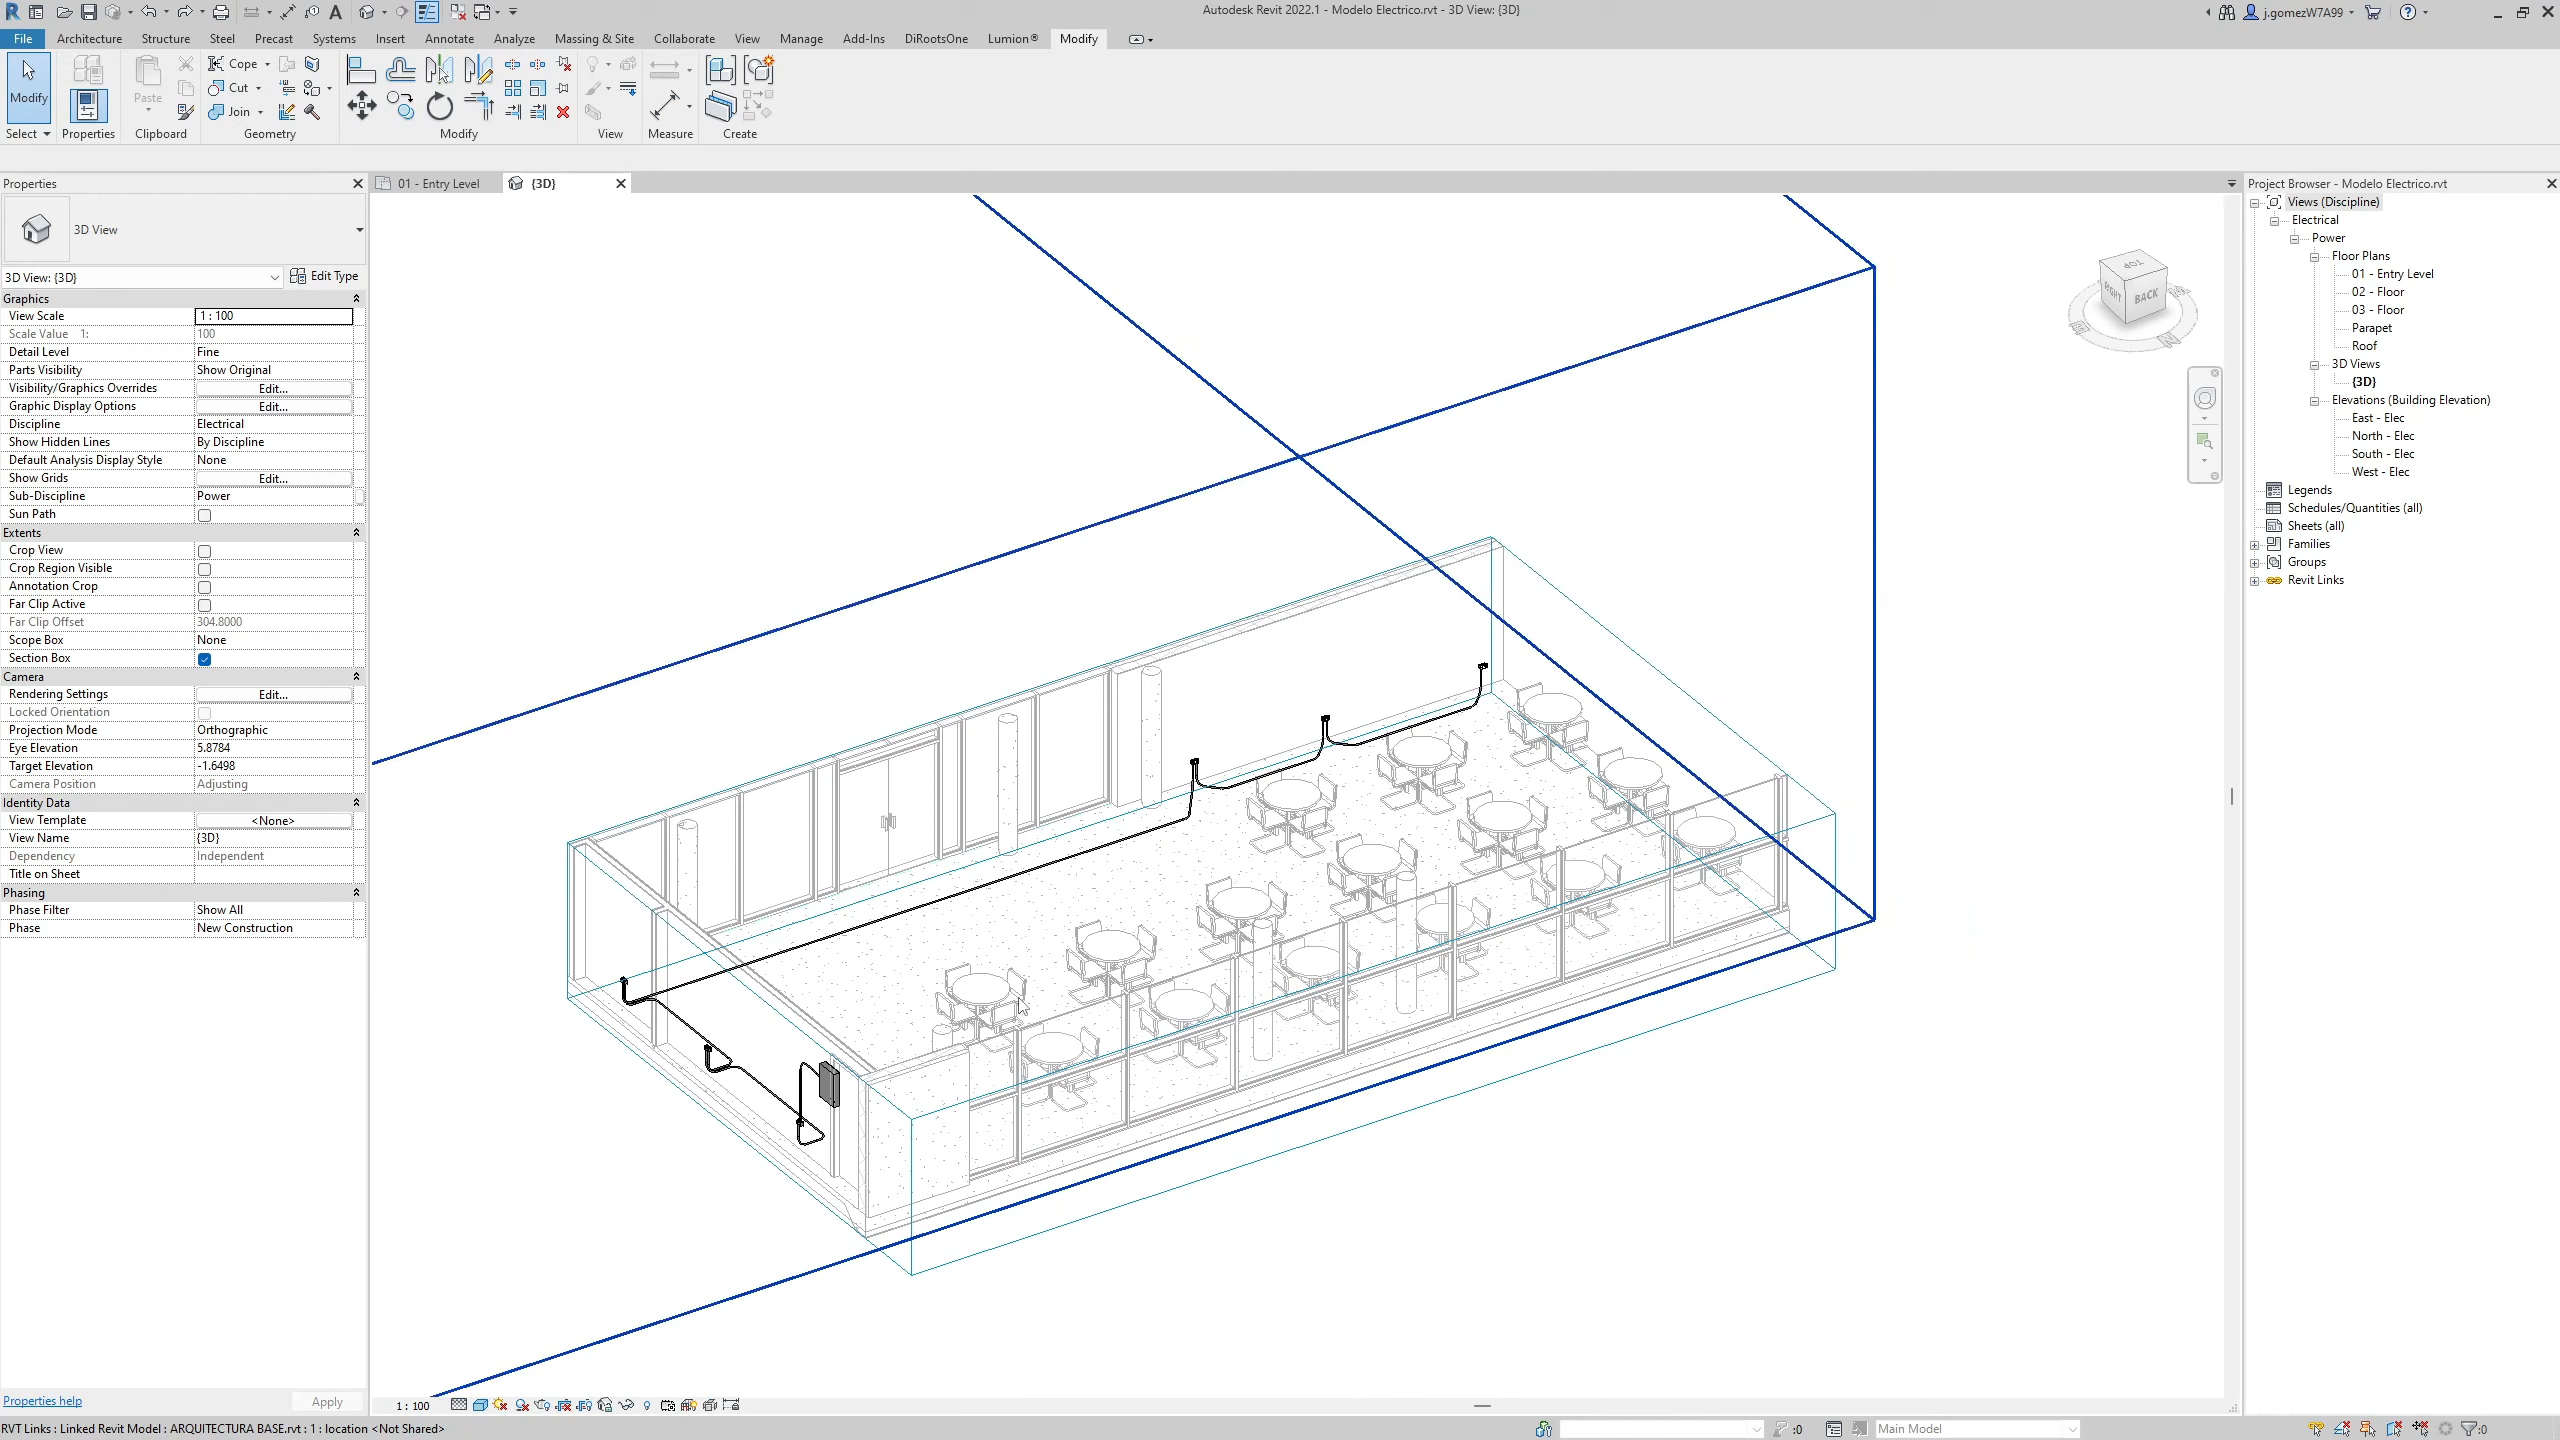 Autodesk Revit 2022.1 - Modelo Electrico.rvt - 3D View: {3D}
j.gomezW7A99
File Architecture Structure Steel Precast Systems Insert Annotate Analyze Massing & Site Collaborate View Manage Add-Ins DiRootsOne Lumion® Modify
Modify
Paste
Cope
Cut
Join
Select Properties Clipboard Geometry Modify View Measure Create
Properties
01 - Entry Level
{3D}
Project Browser - Modelo Electrico.rvt
3D View
3D View: {3D}
Edit Type
Graphics
View Scale 1 : 100
Scale Value 1: 100
Detail Level Fine
Parts Visibility Show Original
Visibility/Graphics Overrides Edit...
Graphic Display Options Edit...
Discipline Electrical
Show Hidden Lines By Discipline
Default Analysis Display Style None
Show Grids Edit...
Sub-Discipline Power
Sun Path
Extents
Crop View
Crop Region Visible
Annotation Crop
Far Clip Active
Far Clip Offset 304.8000
Scope Box None
Section Box
Camera
Rendering Settings Edit...
Locked Orientation
Projection Mode Orthographic
Eye Elevation 5.8784
Target Elevation -1.6498
Camera Position Adjusting
Identity Data
View Template <None>
View Name {3D}
Dependency Independent
Title on Sheet
Phasing
Phase Filter Show All
Phase New Construction
Properties help
Apply
TOP
RIGHT
BACK
Views (Discipline)
Electrical
Power
Floor Plans
01 - Entry Level
02 - Floor
03 - Floor
Parapet
Roof
3D Views
{3D}
Elevations (Building Elevation)
East - Elec
North - Elec
South - Elec
West - Elec
Legends
Schedules/Quantities (all)
Sheets (all)
Families
Groups
Revit Links
1 : 100
RVT Links : Linked Revit Model : ARQUITECTURA BASE.rvt : 1 : location <Not Shared>
:0
Main Model
:0